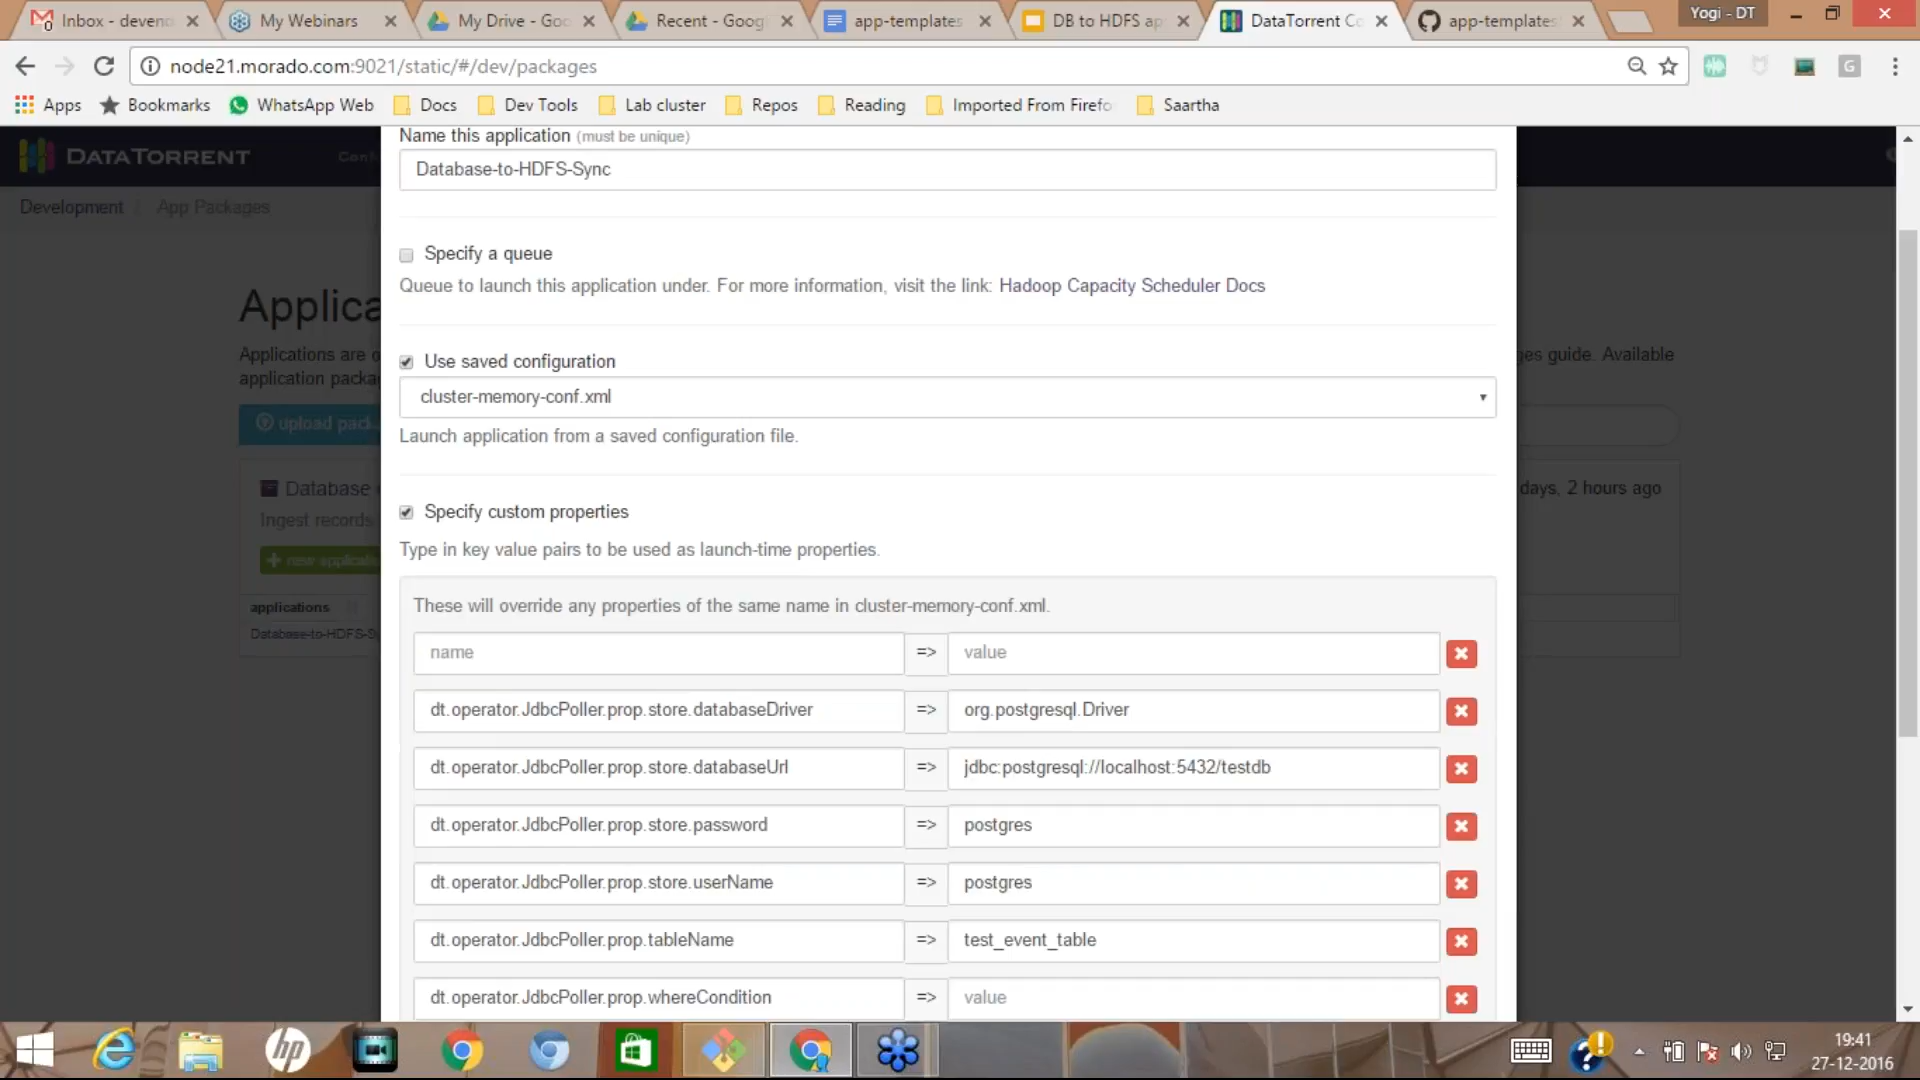 Inbox - deveno
My Webinars
My Drive - Goo
Recent - Googl
app-templates
DB to HDFS ap
DataTorrent Co
app-templates
Yogi - DT
node21.morado.com:9021/static/#/dev/packages
Apps
Bookmarks
WhatsApp Web
Docs
Dev Tools
Lab cluster
Repos
Reading
Imported From Firefo
Saartha
DATATORRENT
Development
App Packages
Name this application (must be unique)
Database-to-HDFS-Sync
Specify a queue
Queue to launch this application under. For more information, visit the link: Hadoop Capacity Scheduler Docs
Applica
Applications are o
ges guide. Available
application packa
Use saved configuration
cluster-memory-conf.xml
upload pack
Launch application from a saved configuration file.
Database
days, 2 hours ago
Ingest records
Specify custom properties
new applicatio
Type in key value pairs to be used as launch-time properties.
applications
Database-to-HDFS-S
These will override any properties of the same name in cluster-memory-conf.xml.
name => value
dt.operator.JdbcPoller.prop.store.databaseDriver => org.postgresql.Driver
dt.operator.JdbcPoller.prop.store.databaseUrl => jdbc:postgresql://localhost:5432/testdb
dt.operator.JdbcPoller.prop.store.password => postgres
dt.operator.JdbcPoller.prop.store.userName => postgres
dt.operator.JdbcPoller.prop.tableName => test_event_table
dt.operator.JdbcPoller.prop.whereCondition => value
19:41
27-12-2016